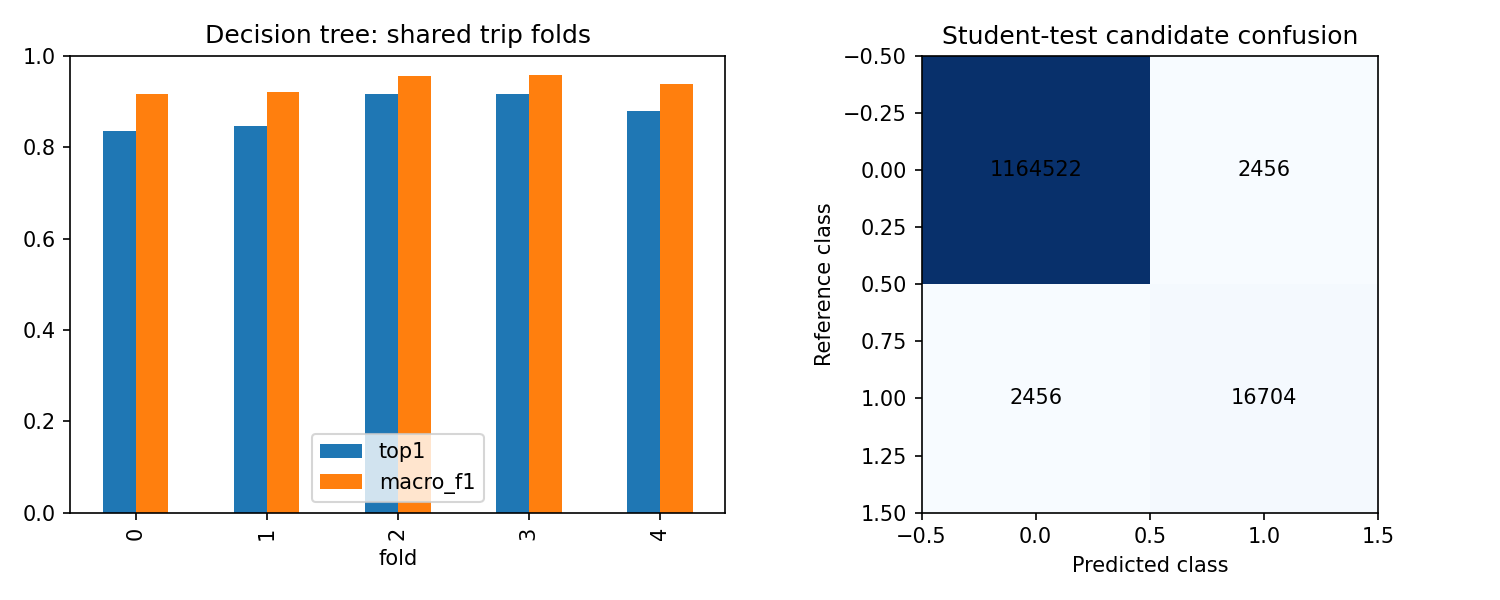 Decision tree: shared trip folds
1.0
0.8
0.6
0.4
0.2
0.0
top1
macro_f1
0 1 2 3 4
fold
Student-test candidate confusion
Reference class
−0.50
−0.25
0.00
0.25
0.50
0.75
1.00
1.25
1.50
1164522 2456
2456 16704
−0.5 0.0 0.5 1.0 1.5
Predicted class